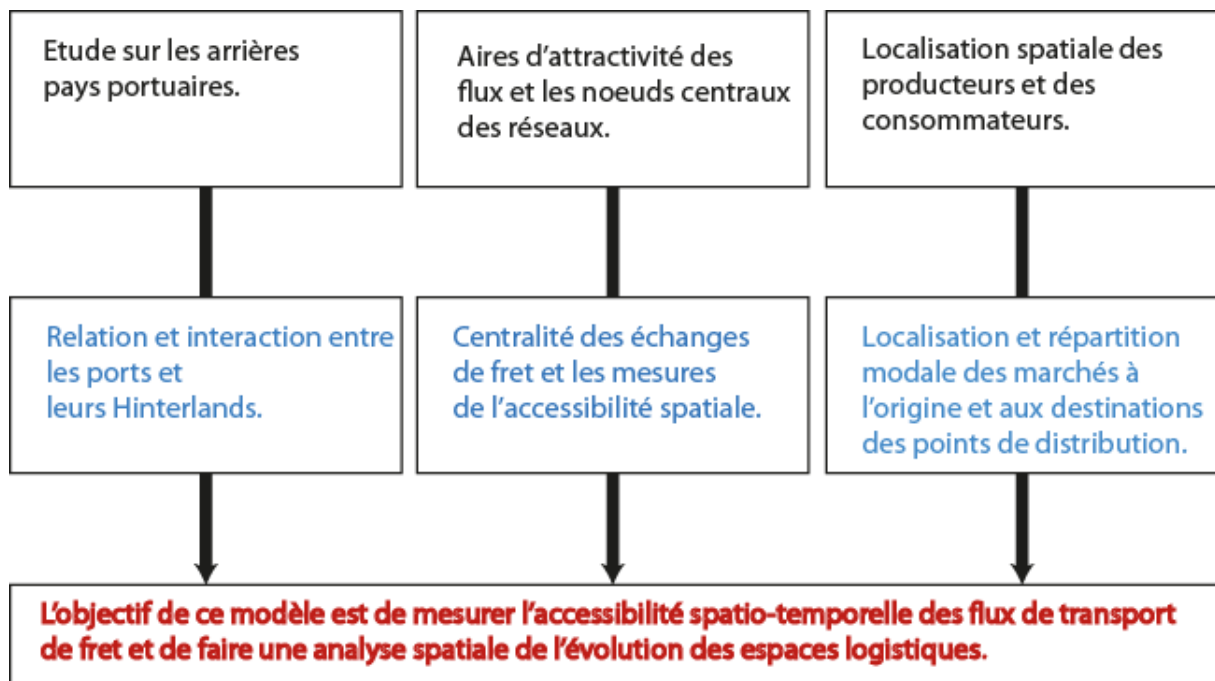 Etude sur les arrières
pays portuaires.
Aires d'attractivité des
flux et les noeuds centraux
des réseaux.
Localisation spatiale des
producteurs et des
consommateurs.
Relation et interaction entre
les ports et
leurs Hinterlands.
Centralité des échanges
de fret et les mesures
de l'accessibilité spatiale.
Localisation et répartition
modale des marchés à
l'origine et aux destinations
des points de distribution.
L'objectif de ce modèle est de mesurer l'accessibilité spatio-temporelle des flux de transport
de fret et de faire une analyse spatiale de l'évolution des espaces logistiques.